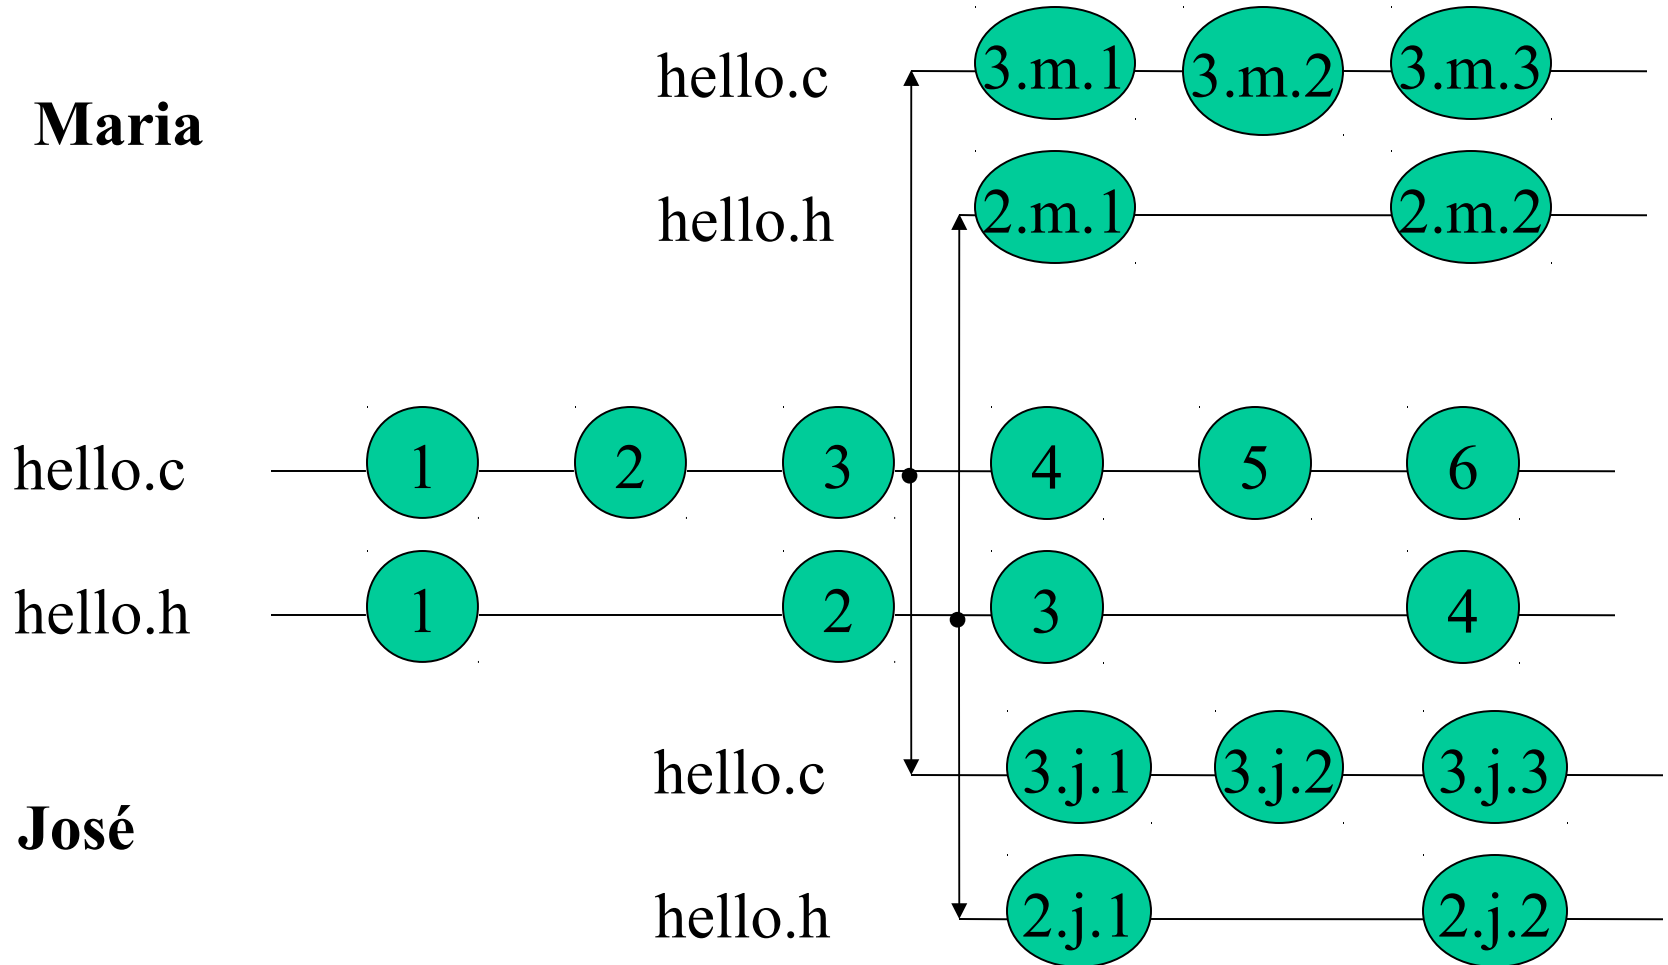 hello.c 3.m.1 3.m.2 3.m.3
Maria
hello.h 2.m.1 2.m.2
hello.c 1 2 3 4 5 6
hello.h 1 2 3 4
hello.c 3.j.1 3.j.2 3.j.3
José
hello.h 2.j.1 2.j.2